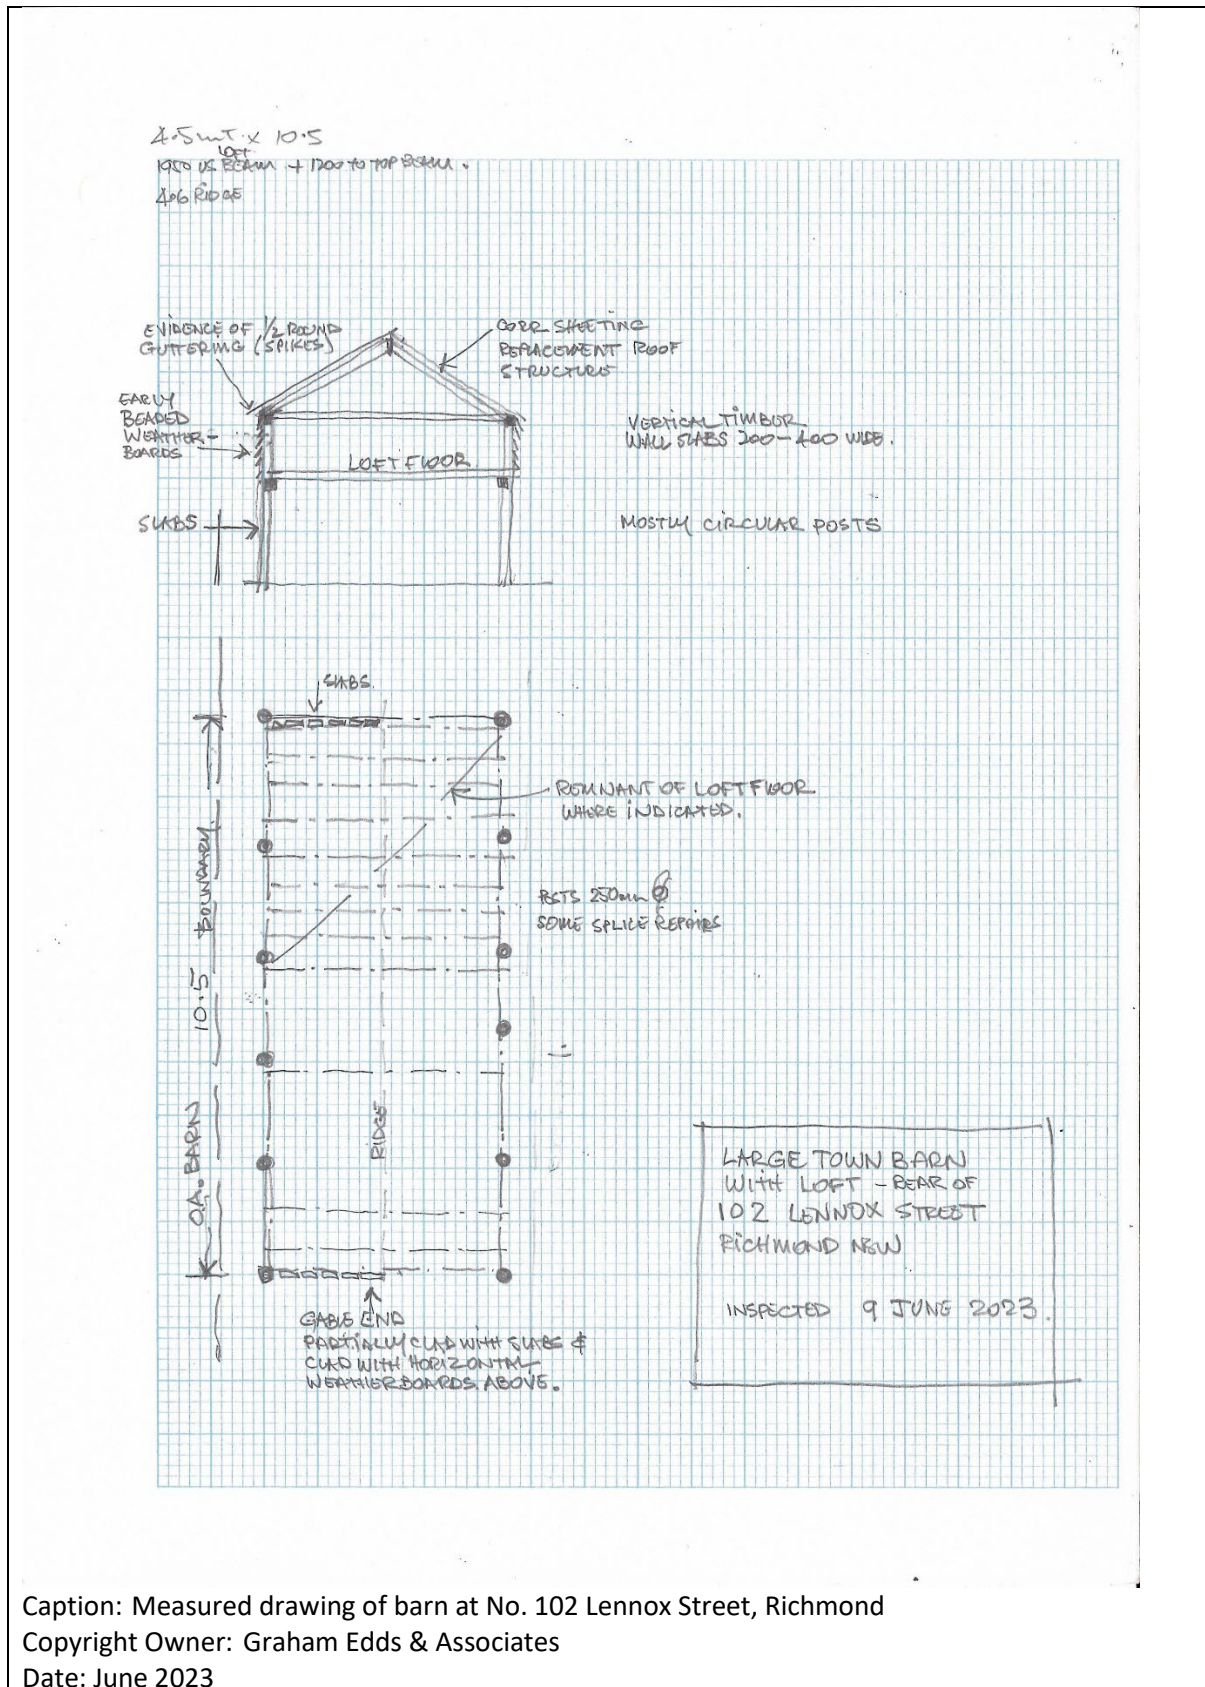 4.5mT x 10.5
LOFT
1950 US BEAM + 1200 TO TOP BEAM.
4.6 RIDGE
EVIDENCE OF 1/2 ROUND
GUTTERING (SPIKES)
CORR SHEETING
REPLACEMENT ROOF
STRUCTURE
EARLY
BEADED
WEATHER-
BOARDS
VERTICAL TIMBER
WALL SLABS 200-400 WIDE.
LOFT FLOOR
SLABS
MOSTLY CIRCULAR POSTS
SLABS.
REMNANT OF LOFT FLOOR
WHERE INDICATED.
BOUNDARY.
POSTS 250mm
SOME SPLICE REPAIRS
10.5
O.A. BARN
RIDGE
LARGE TOWN BARN
WITH LOFT - REAR OF
102 LENNOX STREET
RICHMOND NSW
INSPECTED 9 JUNE 2023.
GABLE END
PARTIALLY CLAD WITH SLABS &
CLAD WITH HORIZONTAL
WEATHERBOARDS ABOVE.
Caption: Measured drawing of barn at No. 102 Lennox Street, Richmond
Copyright Owner: Graham Edds & Associates
Date: June 2023